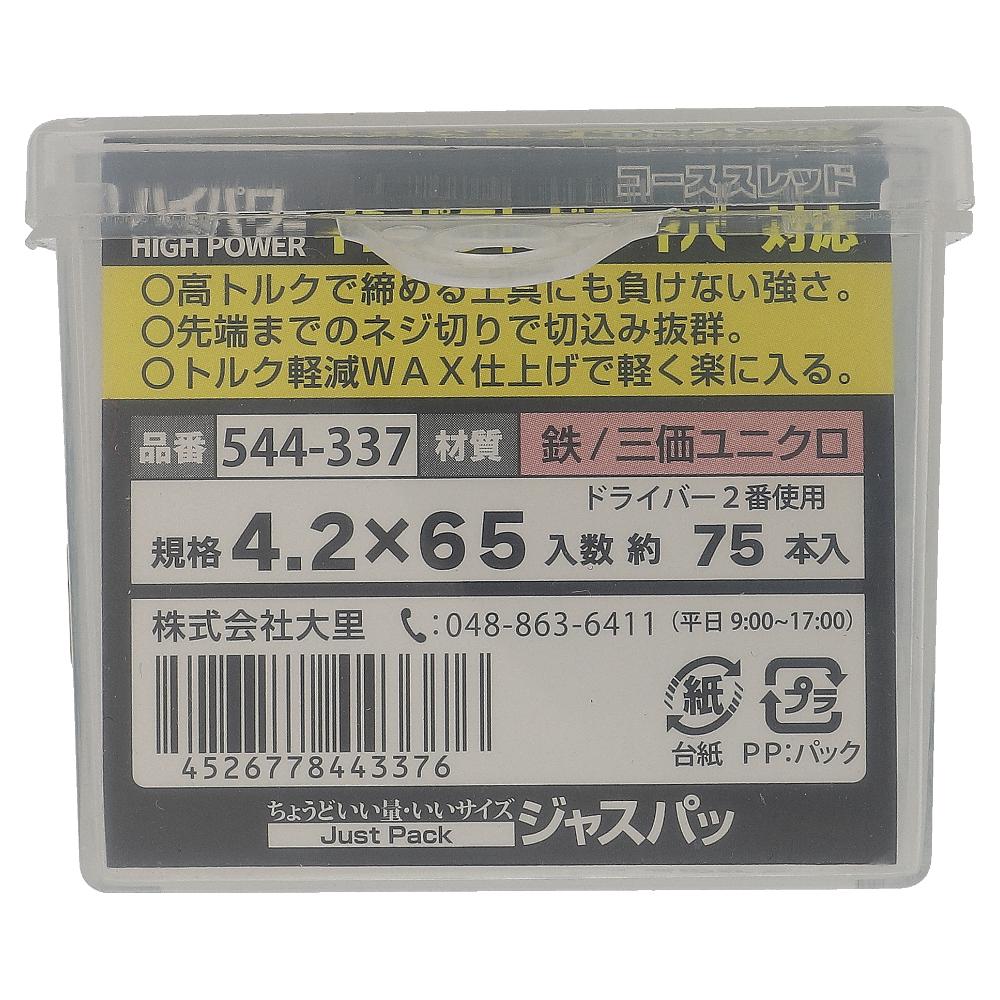 コーススレッド
ハイパワー
HIGH POWER
対応
○高トルクで締める工具にも負けない強さ。
○先端までのネジ切りで切込み抜群。
○トルク軽減WAX仕上げで軽く楽に入る。
品番 544-337 材質 鉄/三価ユニクロ
ドライバー2番使用
規格 4.2×65 入数 約 75 本入
株式会社大里 :048-863-6411 (平日 9:00~17:00)
紙 プラ
4526778443376 台紙 PP:パック
ちょうどいい量・いいサイズ
Just Pack ジャスパッ